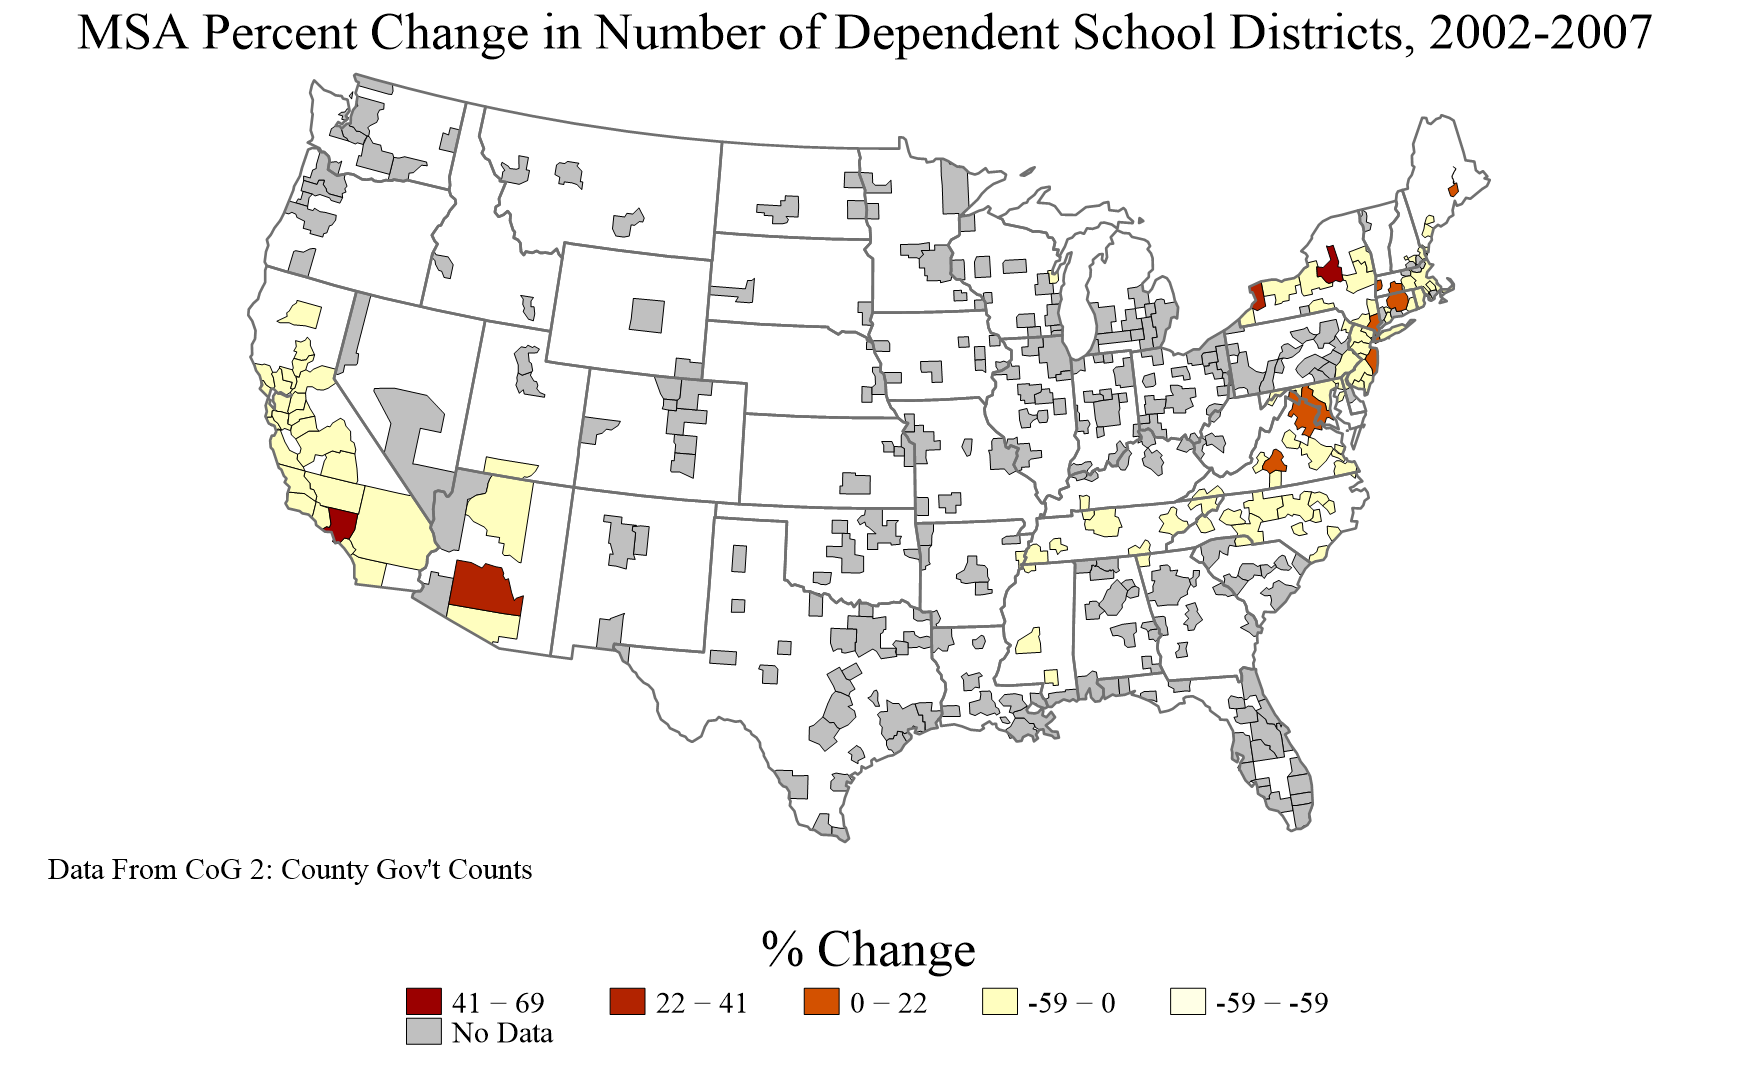 MSA Percent Change in Number of Dependent School Districts, 2002-2007
Data From CoG 2: County Gov't Counts
% Change
41 − 69
22 − 41
0 − 22
-59 − 0
-59 − -59
No Data